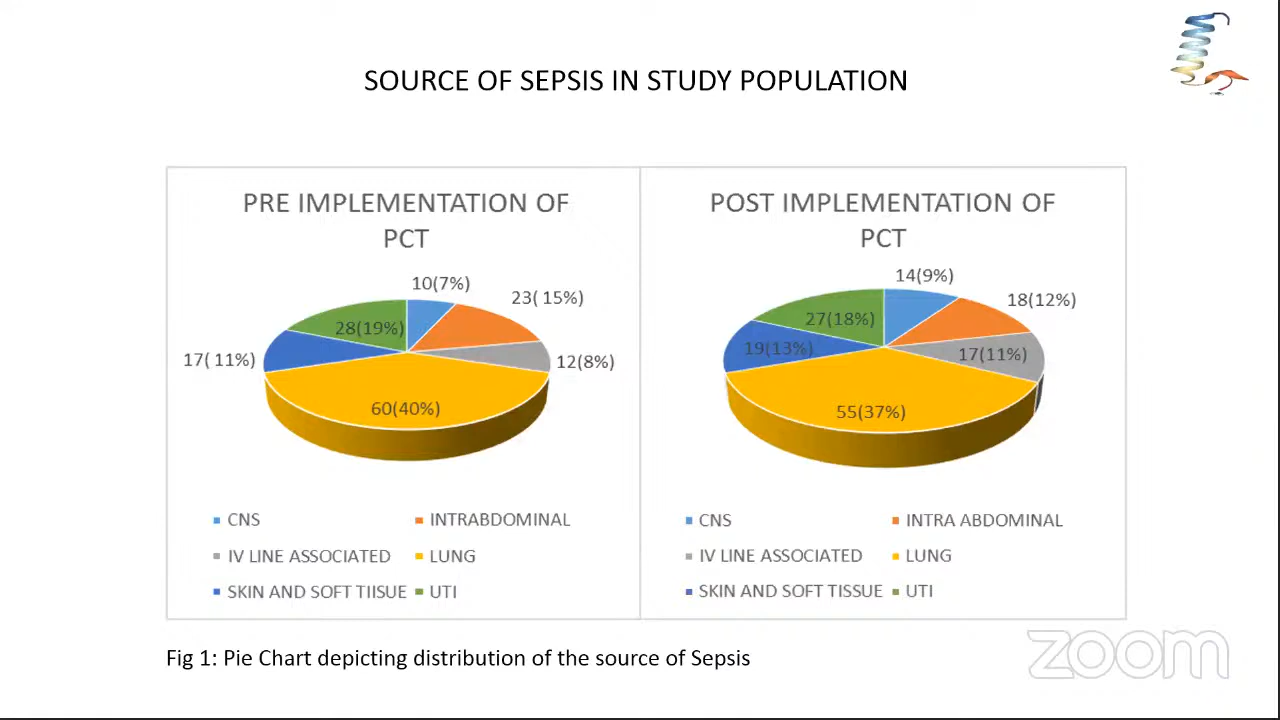 SOURCE OF SEPSIS IN STUDY POPULATION
PRE IMPLEMENTATION OF
PCT
10(7%)
23( 15%)
28(19%)
17( 11%)
12(8%)
60(40%)
CNS
INTRABDOMINAL
IV LINE ASSOCIATED
LUNG
SKIN AND SOFT TIISUE
UTI
POST IMPLEMENTATION OF
PCT
14(9%)
18(12%)
27(18%)
19(13%)
17(11%)
55(37%)
CNS
INTRA ABDOMINAL
IV LINE ASSOCIATED
LUNG
SKIN AND SOFT TISSUE
UTI
Fig 1: Pie Chart depicting distribution of the source of Sepsis
zoom